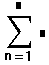 ∑
n = 1